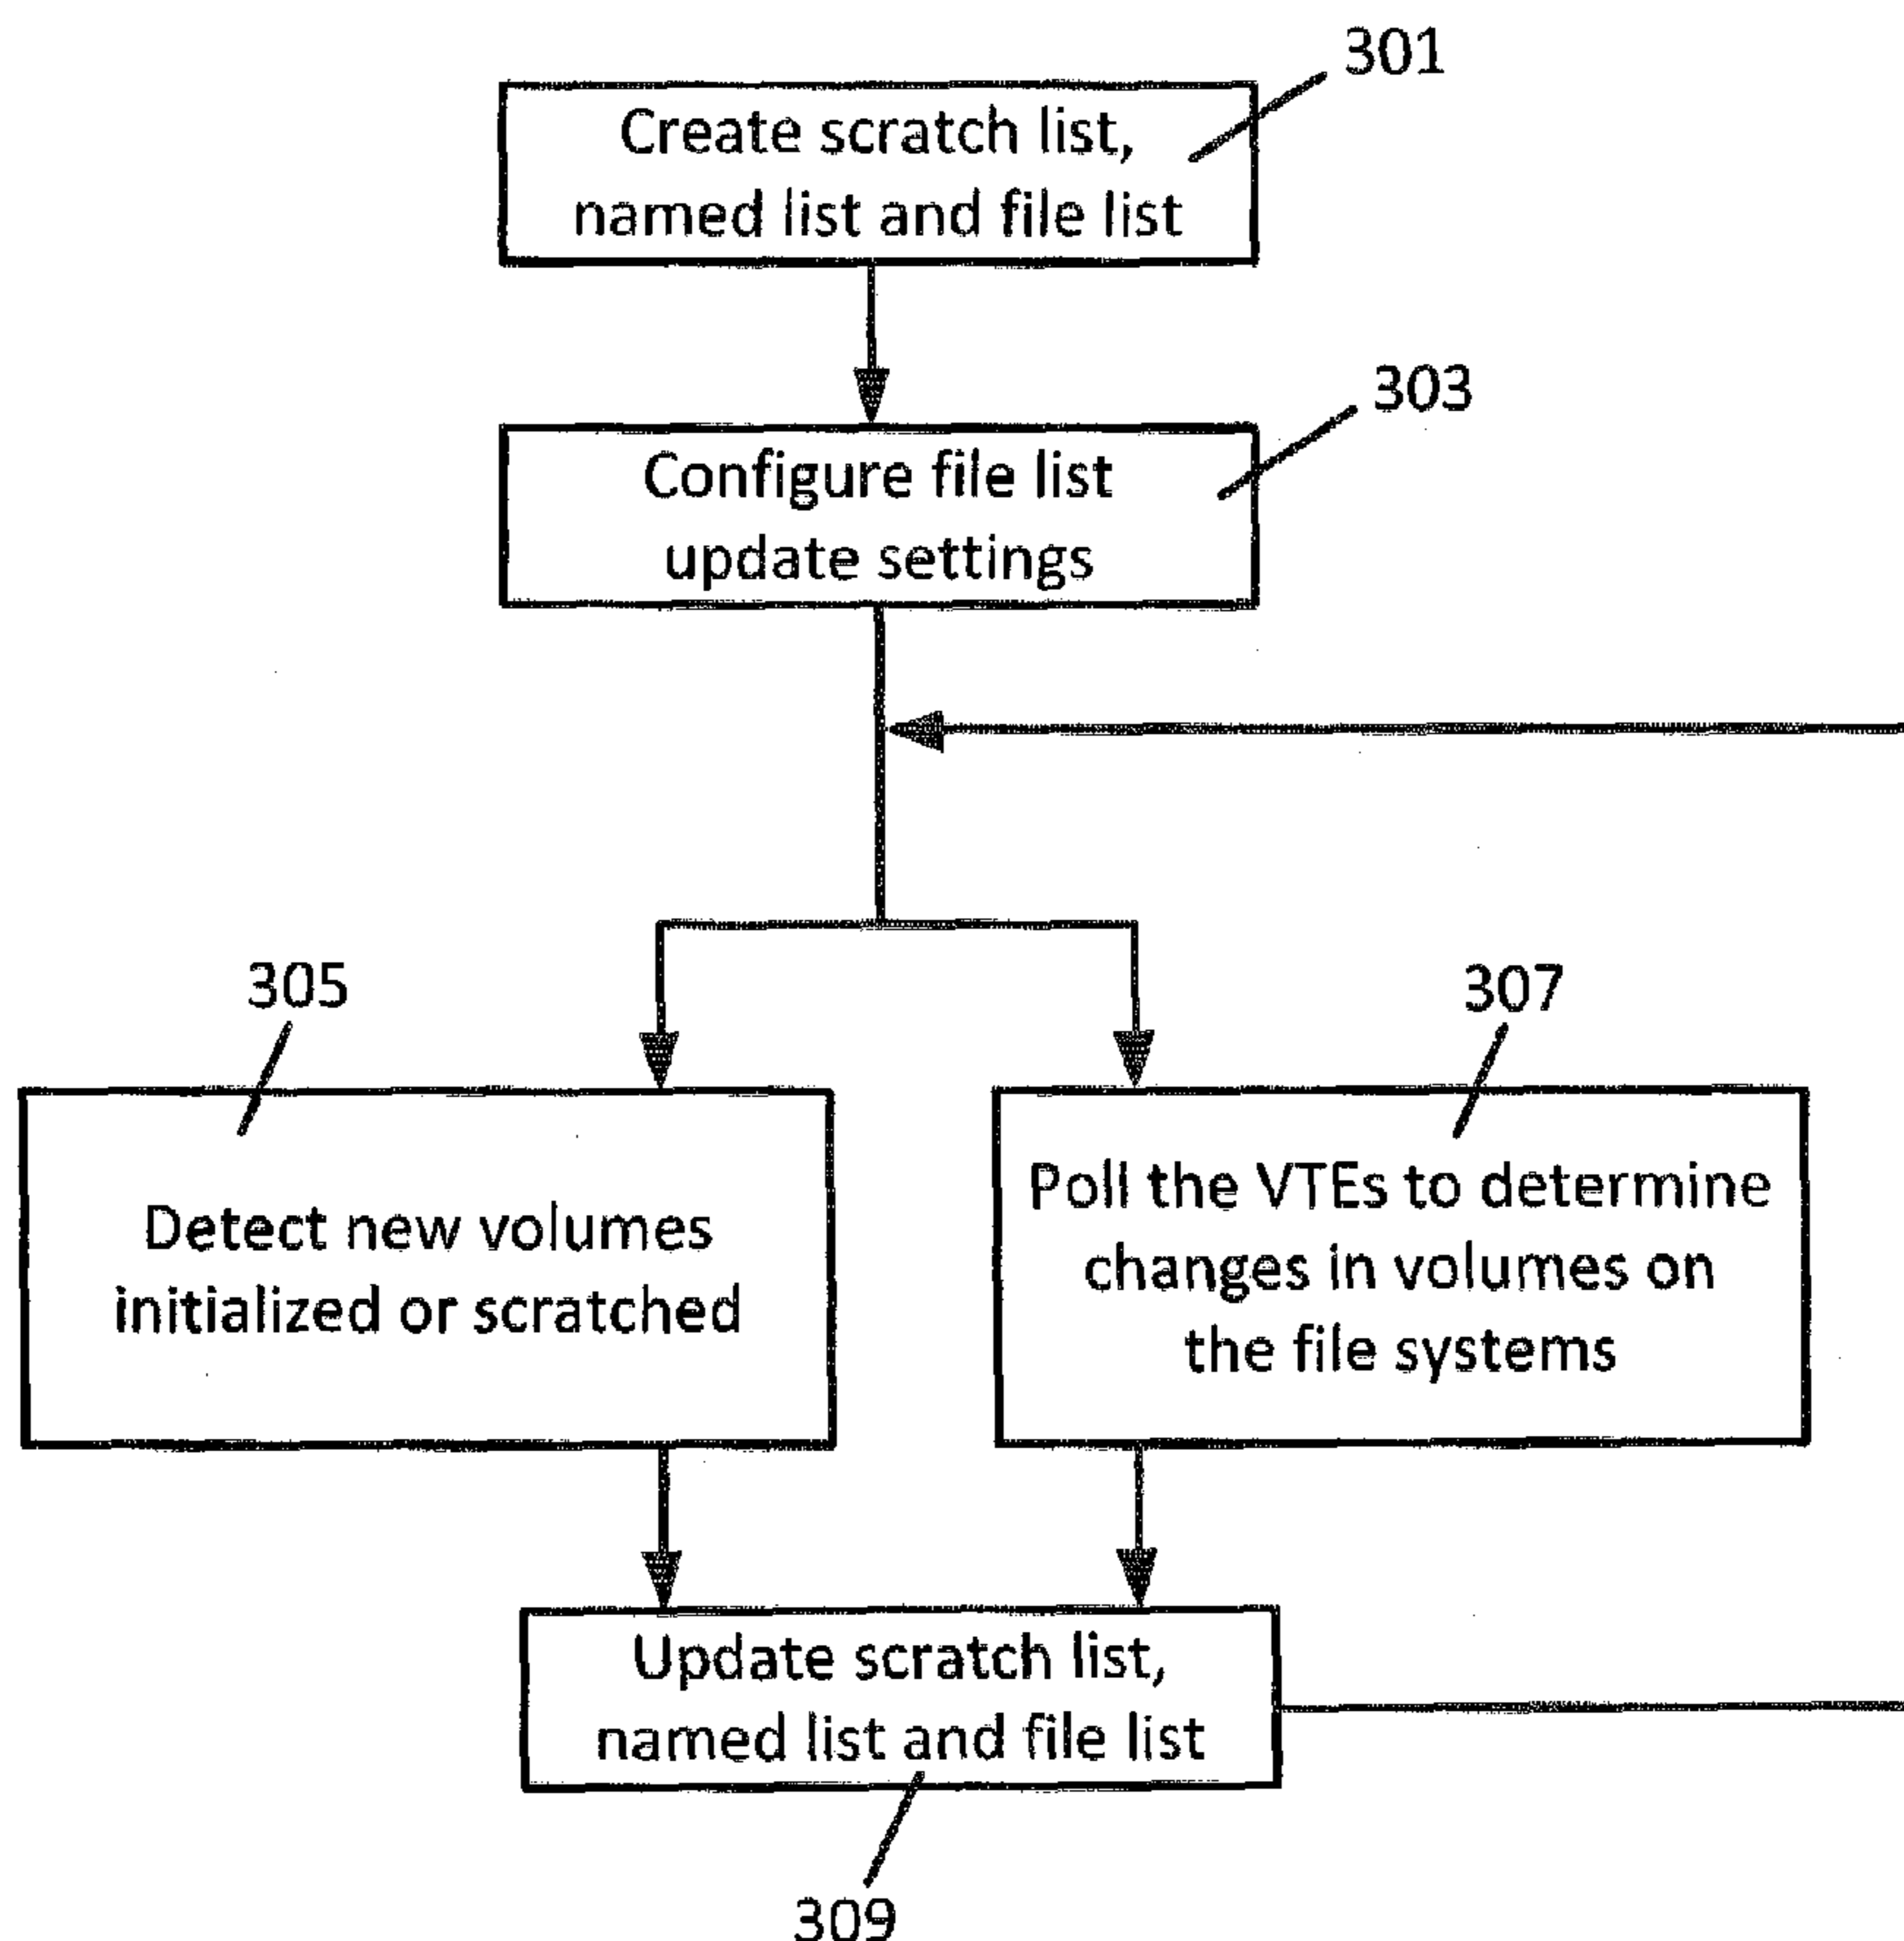 301
Create scratch list,
named list and file list
303
Configure file list
update settings
305
307
Detect new volumes
initialized or scratched
Poll the VTEs to determine
changes in volumes on
the file systems
Update scratch list,
named list and file list
309